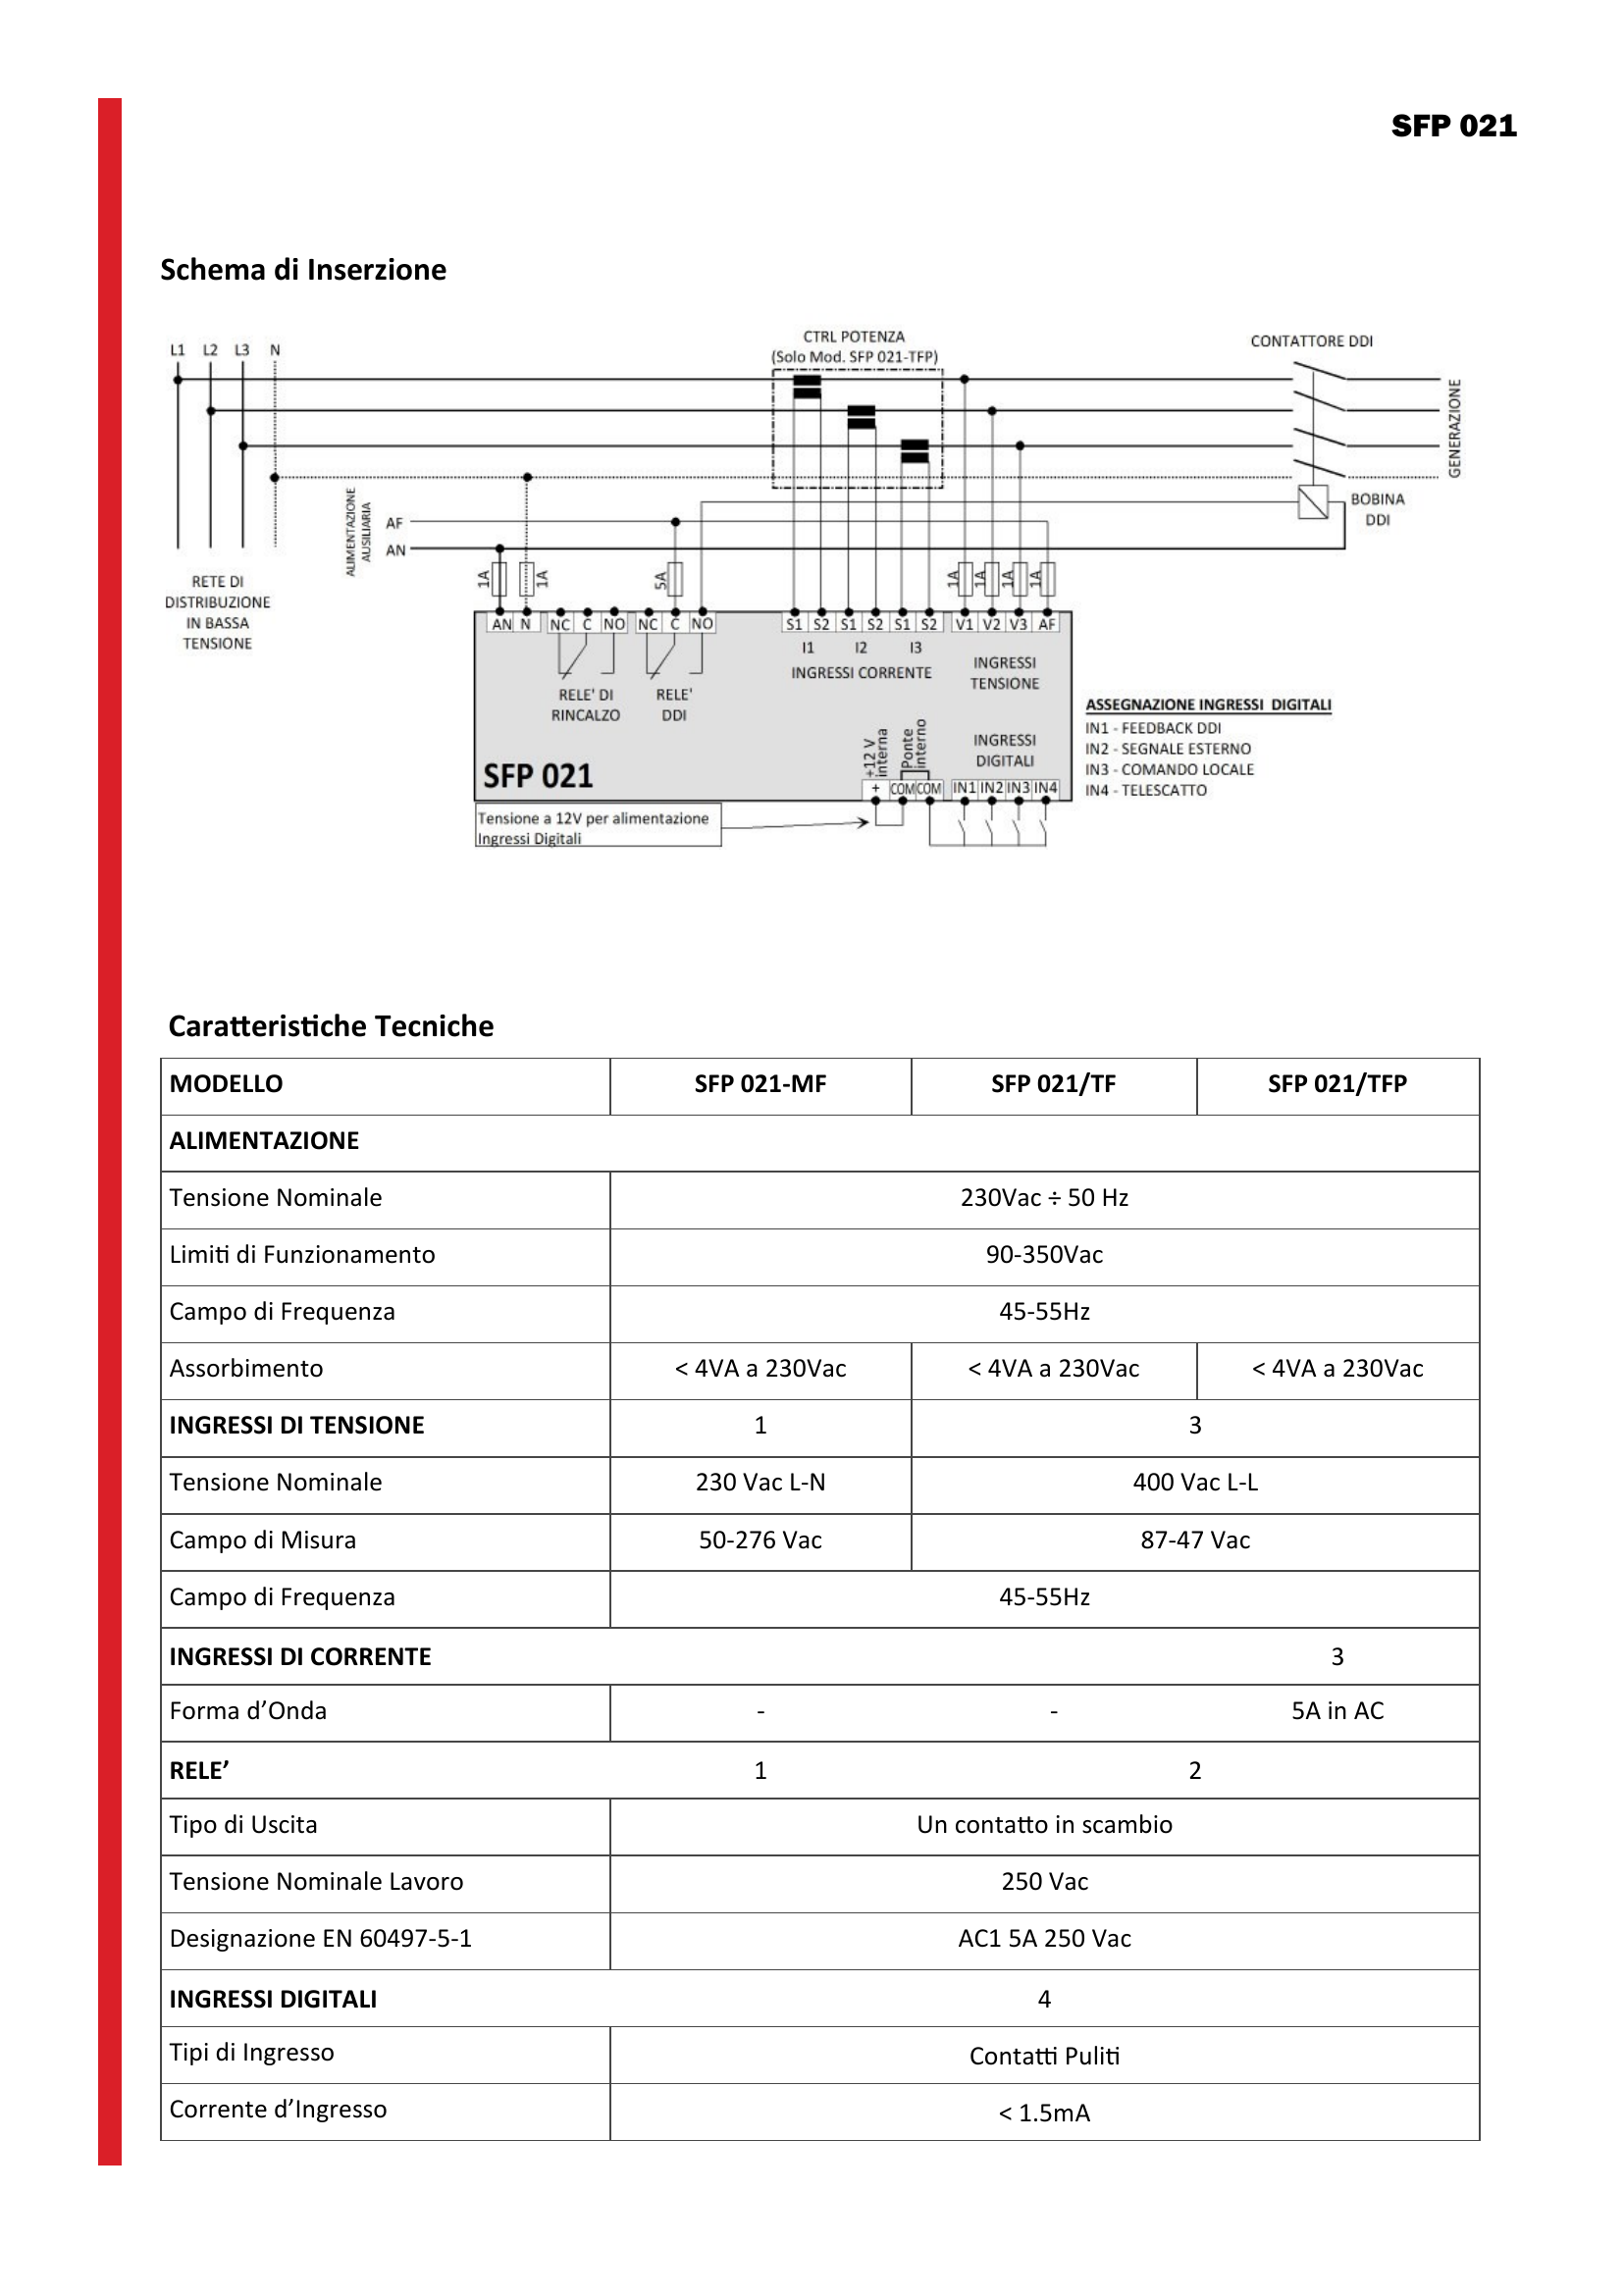 SFP 021
Schema di Inserzione
CTRL POTENZA
(Solo Mod. SFP 021-TFP)
CONTATTORE DDI
L1 L2 L3 N
GENERAZIONE
ALIMENTAZIONE
AUSILIARIA
AF
AN
BOBINA
DDI
RETE DI
DISTRIBUZIONE
IN BASSA
TENSIONE
1A 1A 5A 1A 1A 1A 1A
AN N NC C NO NC C NO S1 S2 S1 S2 S1 S2 V1 V2 V3 AF
I1 I2 I3
INGRESSI CORRENTE
INGRESSI
TENSIONE
RELE' DI
RINCALZO
RELE'
DDI
+12 V
interna
Ponte
interno
INGRESSI
DIGITALI
SFP 021
+ COM COM IN1 IN2 IN3 IN4
Tensione a 12V per alimentazione
Ingressi Digitali
ASSEGNAZIONE INGRESSI DIGITALI
IN1 - FEEDBACK DDI
IN2 - SEGNALE ESTERNO
IN3 - COMANDO LOCALE
IN4 - TELESCATTO
Caratteristiche Tecniche
MODELLO SFP 021-MF SFP 021/TF SFP 021/TFP
ALIMENTAZIONE
Tensione Nominale 230Vac ÷ 50 Hz
Limiti di Funzionamento 90-350Vac
Campo di Frequenza 45-55Hz
Assorbimento < 4VA a 230Vac < 4VA a 230Vac < 4VA a 230Vac
INGRESSI DI TENSIONE 1 3
Tensione Nominale 230 Vac L-N 400 Vac L-L
Campo di Misura 50-276 Vac 87-47 Vac
Campo di Frequenza 45-55Hz
INGRESSI DI CORRENTE 3
Forma d’Onda - - 5A in AC
RELE’ 1 2
Tipo di Uscita Un contatto in scambio
Tensione Nominale Lavoro 250 Vac
Designazione EN 60497-5-1 AC1 5A 250 Vac
INGRESSI DIGITALI 4
Tipi di Ingresso Contatti Puliti
Corrente d’Ingresso < 1.5mA